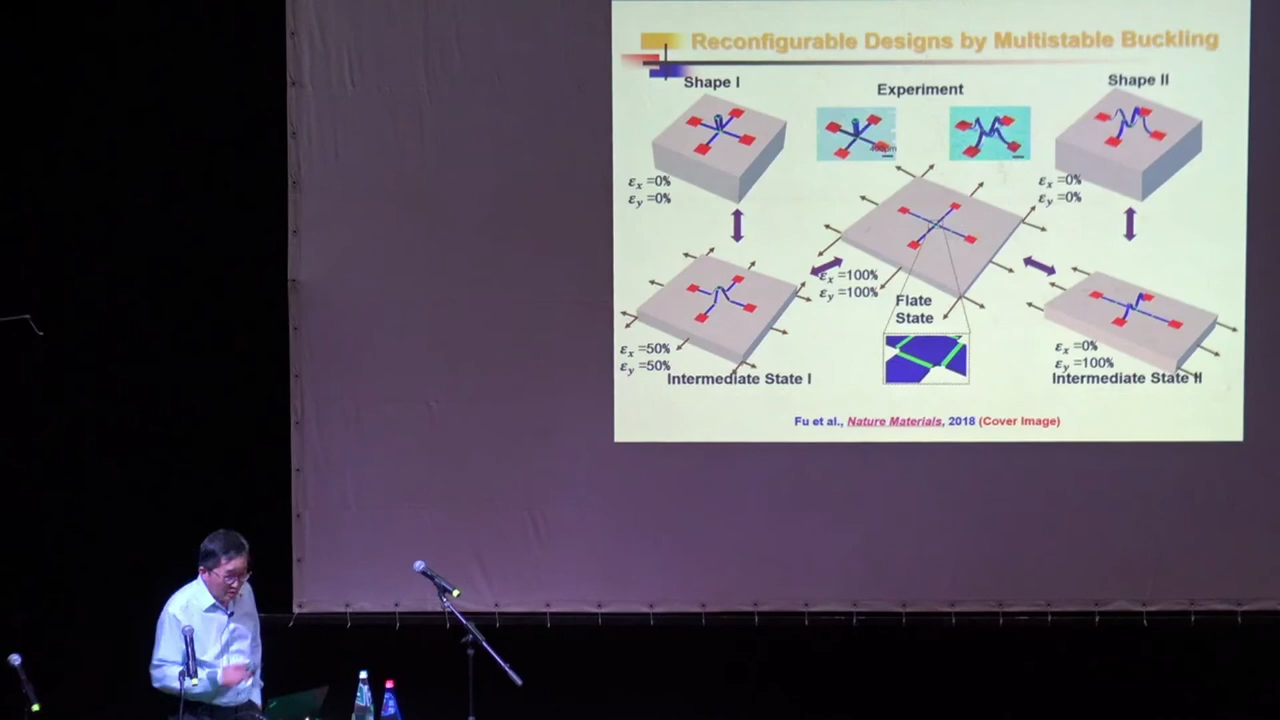 Reconfigurable Designs by Multistable Buckling
Shape I
Experiment
Shape II
400μm
εx =0%
εy =0%
εx =0%
εy =0%
εx =100%
εy =100%
Flate
State
εx =50%
εy =50%
Intermediate State I
εx =0%
εy =100%
Intermediate State II
Fu et al., Nature Materials, 2018 (Cover Image)